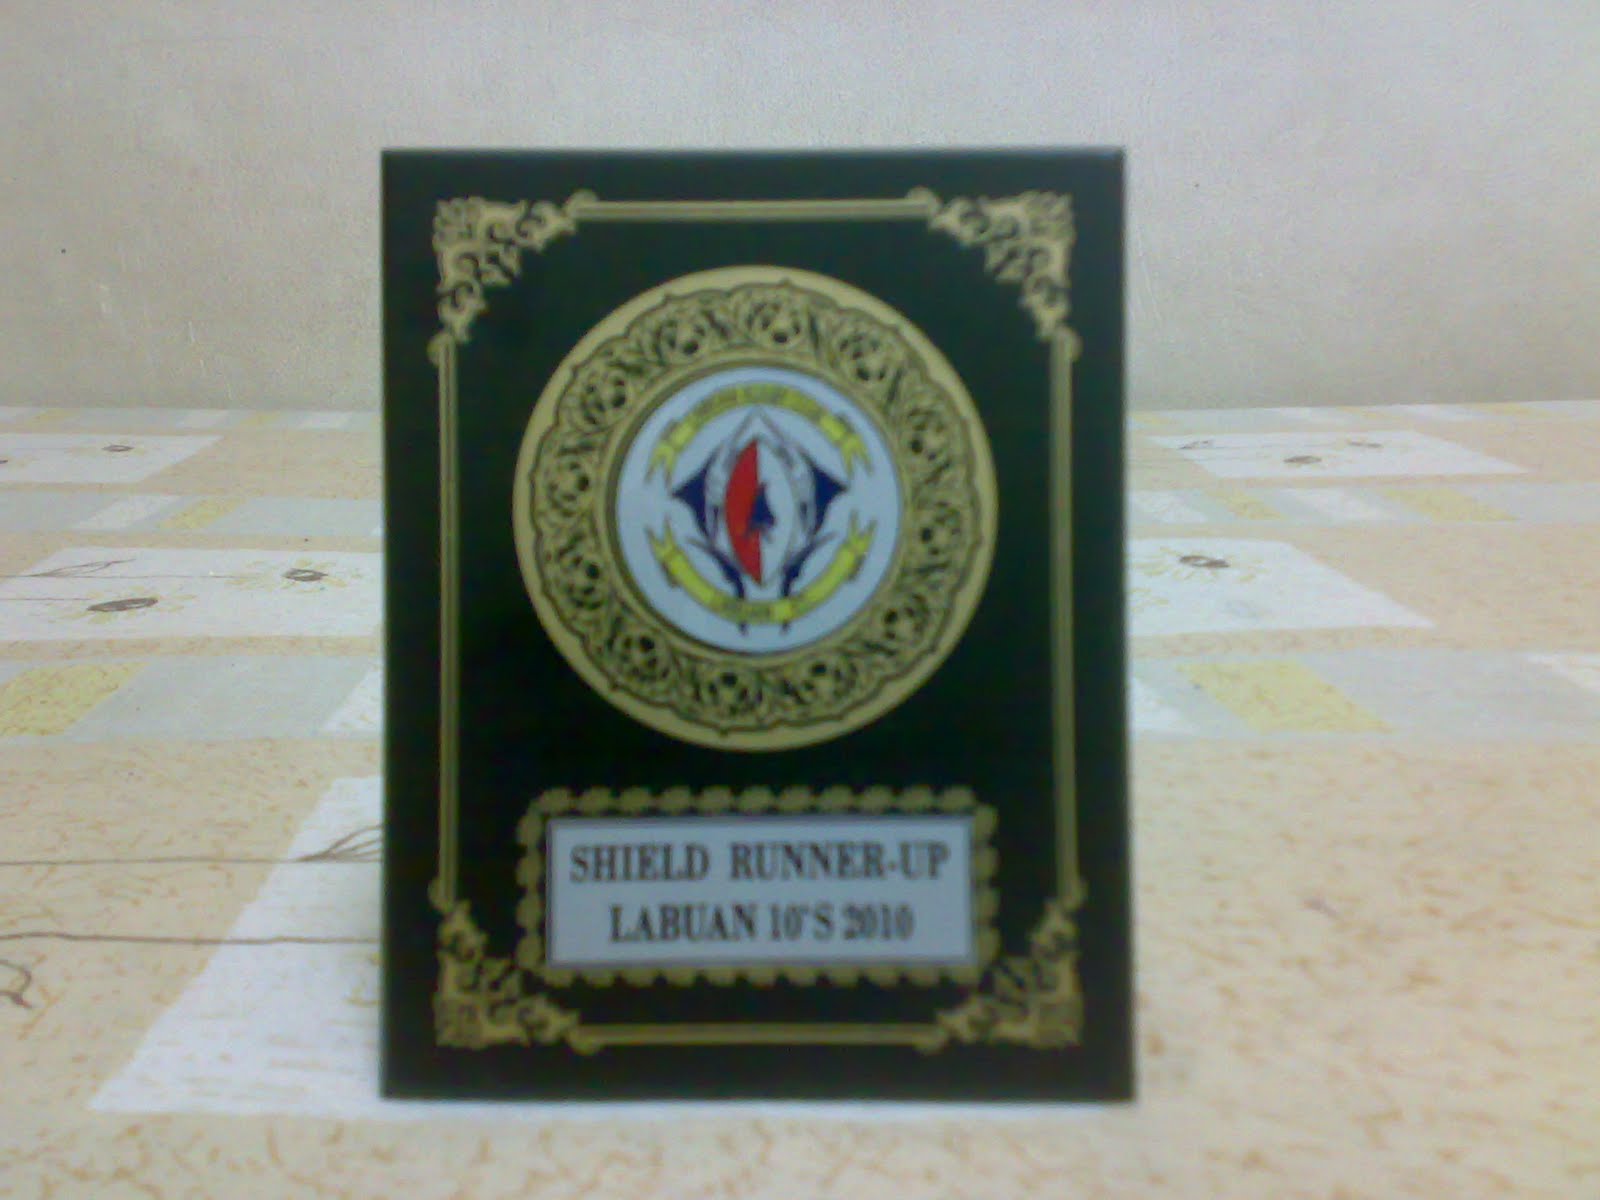 SHIELD RUNNER-UP
LABUAN 10"S 2010